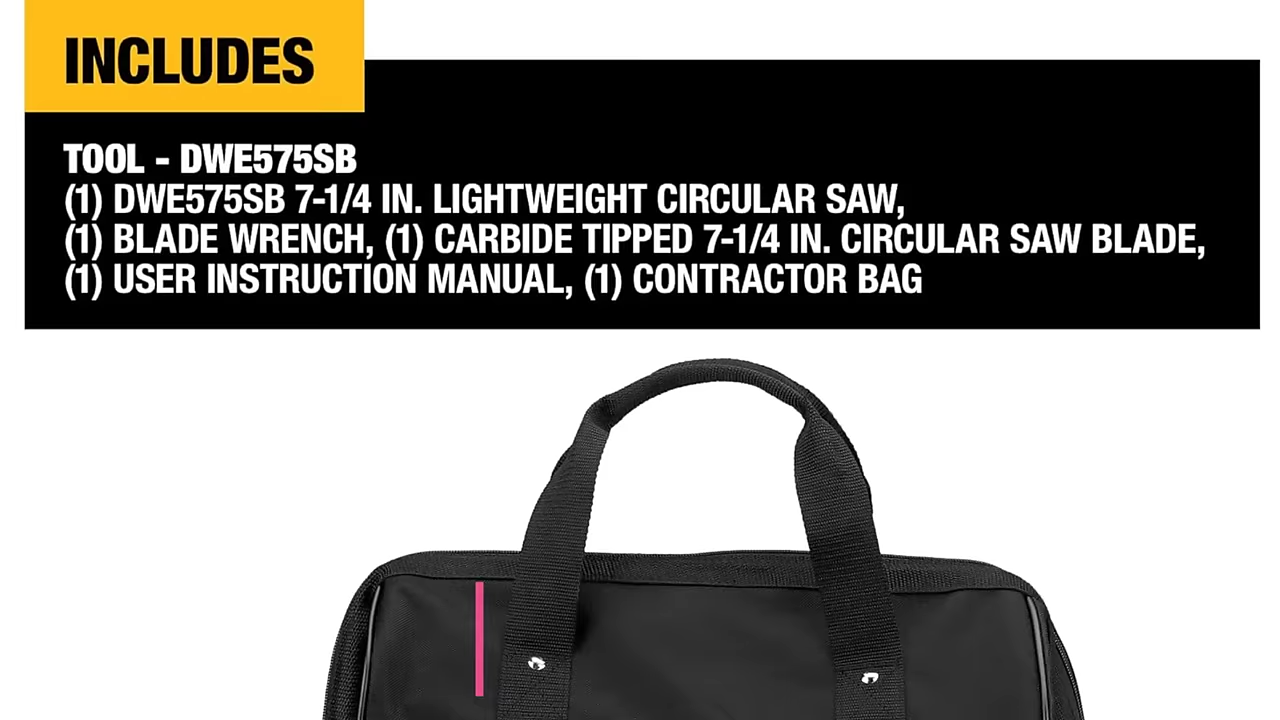 INCLUDES
TOOL - DWE575SB
(1) DWE575SB 7-1/4 IN. LIGHTWEIGHT CIRCULAR SAW,
(1) BLADE WRENCH, (1) CARBIDE TIPPED 7-1/4 IN. CIRCULAR SAW BLADE,
(1) USER INSTRUCTION MANUAL, (1) CONTRACTOR BAG